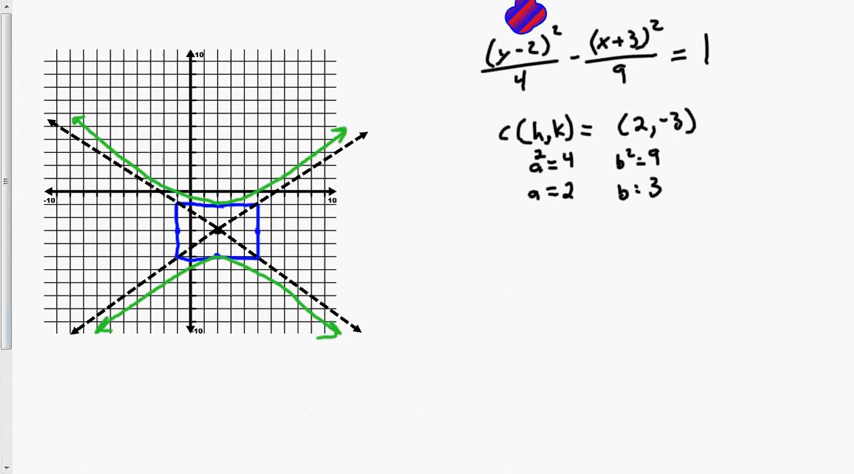 (y-2)²/4 - (x+3)²/9 = 1
c(h,k) = (2,-3)
a²=4 b²=9
a=2 b=3
10
-10
10
-10